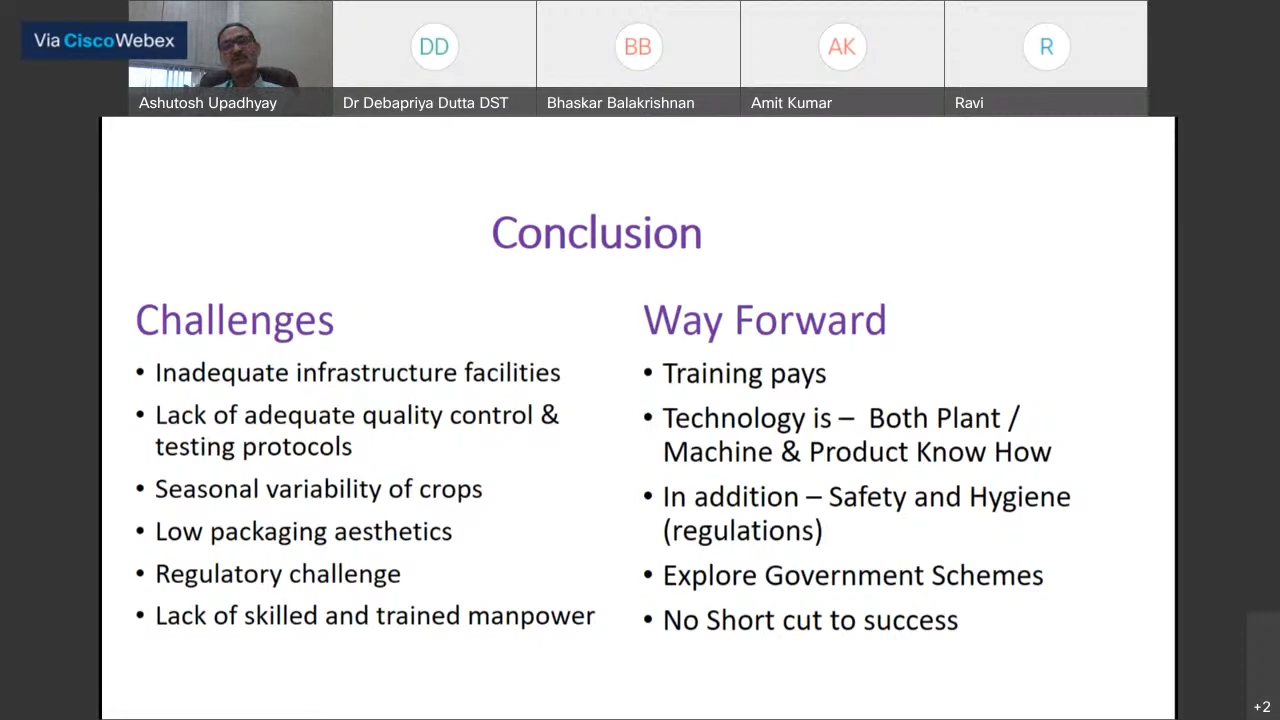 Via CiscoWebex
DD
BB
AK
R
Ashutosh Upadhyay
Dr Debapriya Dutta DST
Bhaskar Balakrishnan
Amit Kumar
Ravi
Conclusion
Challenges
• Inadequate infrastructure facilities
• Lack of adequate quality control &
testing protocols
• Seasonal variability of crops
• Low packaging aesthetics
• Regulatory challenge
• Lack of skilled and trained manpower
Way Forward
• Training pays
• Technology is – Both Plant /
Machine & Product Know How
• In addition – Safety and Hygiene
(regulations)
• Explore Government Schemes
• No Short cut to success
+2